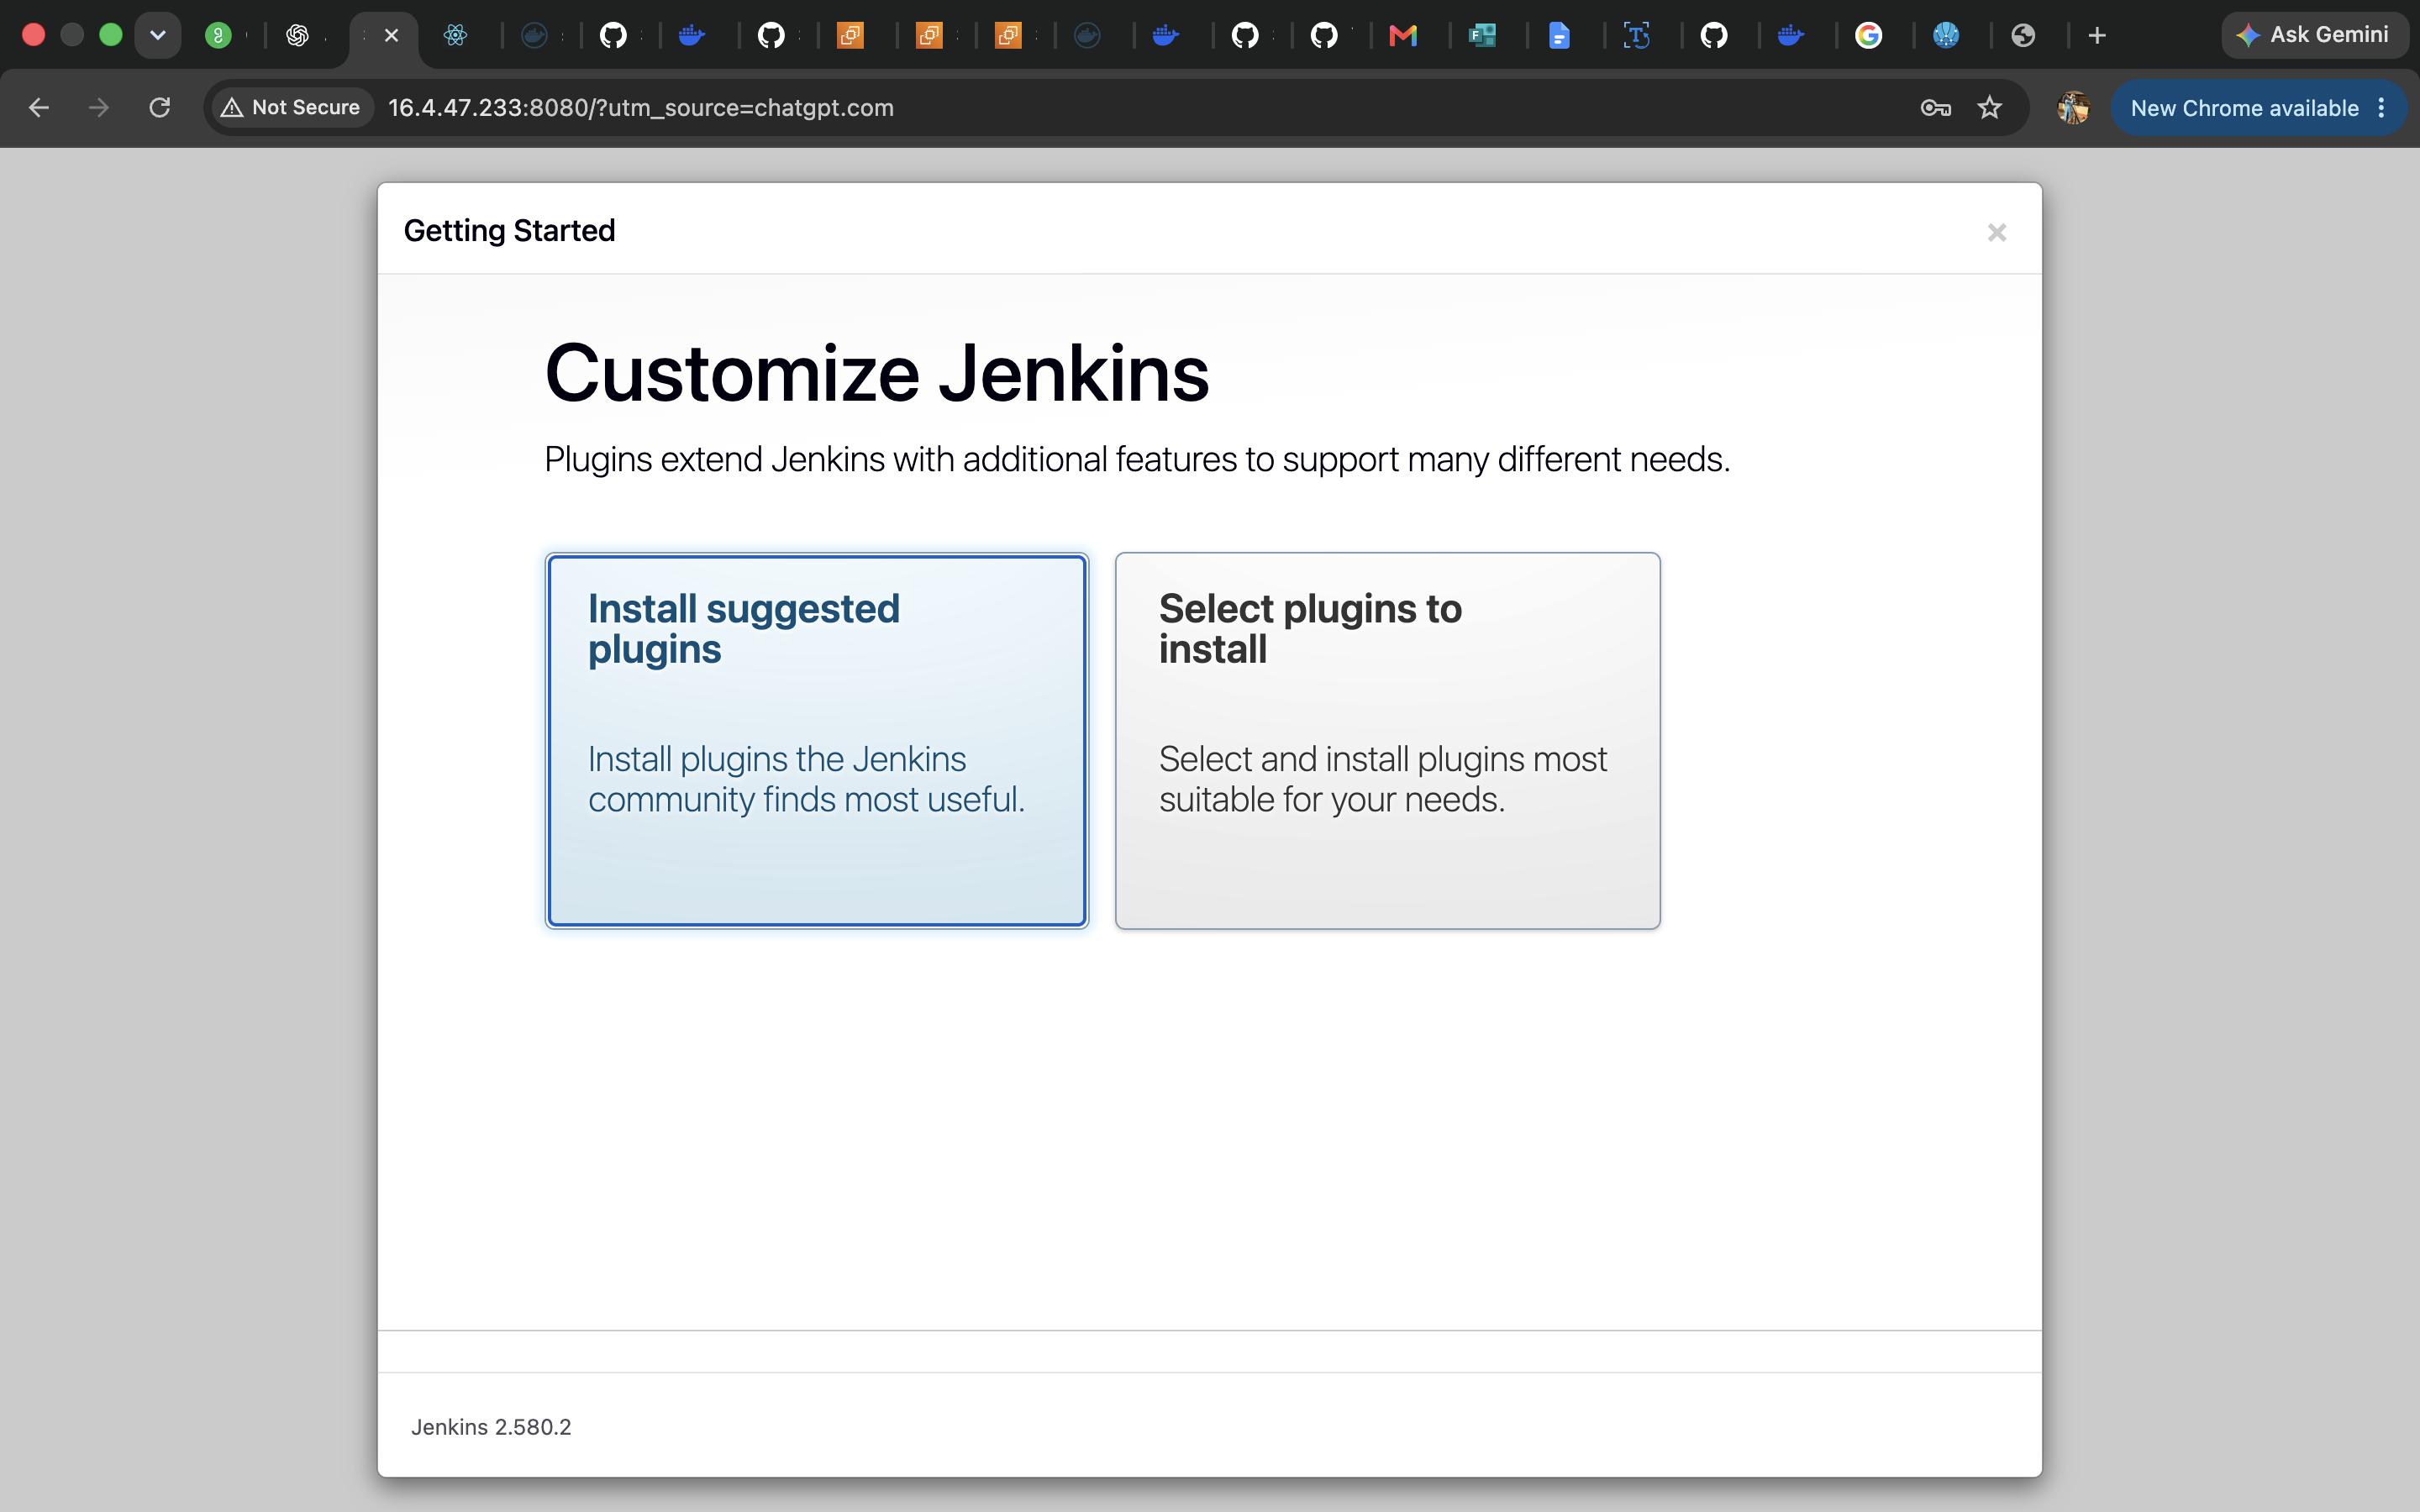 Ask Gemini
Not Secure
16.4.47.233:8080/?utm_source=chatgpt.com
New Chrome available
Getting Started
Customize Jenkins
Plugins extend Jenkins with additional features to support many different needs.
Install suggested
plugins
Install plugins the Jenkins
community finds most useful.
Select plugins to
install
Select and install plugins most
suitable for your needs.
Jenkins 2.580.2